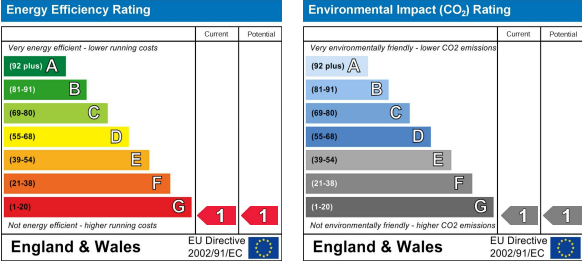 Energy Efficiency Rating
Current Potential
Very energy efficient - lower running costs
(92 plus) A
(81-91) B
(69-80) C
(55-68) D
(39-54) E
(21-38) F
(1-20) G
1 1
Not energy efficient - higher running costs
England & Wales
EU Directive
2002/91/EC
Environmental Impact (CO₂) Rating
Current Potential
Very environmentally friendly - lower CO2 emissions
(92 plus) A
(81-91) B
(69-80) C
(55-68) D
(39-54) E
(21-38) F
(1-20) G
1 1
Not environmentally friendly - higher CO2 emissions
England & Wales
EU Directive
2002/91/EC